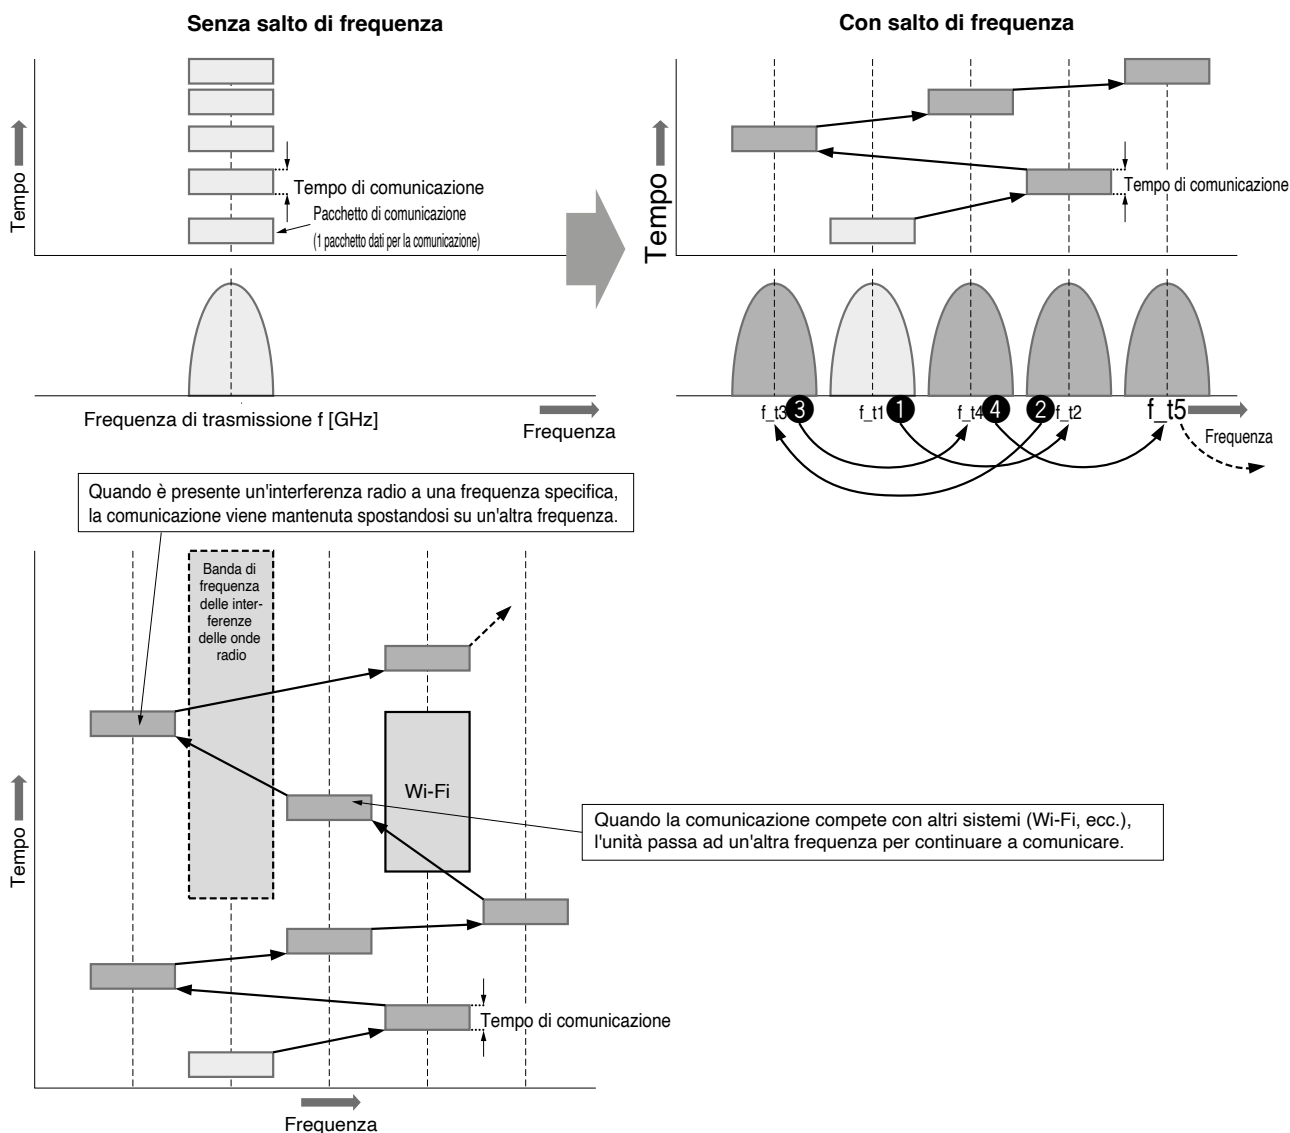 Senza salto di frequenza
Tempo
Tempo di comunicazione
Pacchetto di comunicazione
(1 pacchetto dati per la comunicazione)
Frequenza di trasmissione f [GHz]
Frequenza
Con salto di frequenza
Tempo
Tempo di comunicazione
f_t3 3 f_t1 1 f_t4 4 2 f_t2 f_t5
Frequenza
Quando è presente un'interferenza radio a una frequenza specifica,
la comunicazione viene mantenuta spostandosi su un'altra frequenza.
Banda di
frequenza
delle inter-
ferenze
delle onde
radio
Wi-Fi
Tempo
Quando la comunicazione compete con altri sistemi (Wi-Fi, ecc.),
l'unità passa ad un'altra frequenza per continuare a comunicare.
Tempo di comunicazione
Frequenza